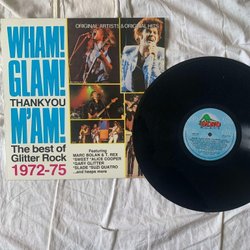 ORIGINAL ARTISTS & ORIGINAL HITS
WHAM!
GLAM!
THANKYOU
M'AM!
The best of
Glitter Rock
1972-75
Featuring
MARC BOLAN & T. REX
*SWEET *ALICE COOPER
*GARY GLITTER
*SLADE *SUZI QUATRO
...and heaps more